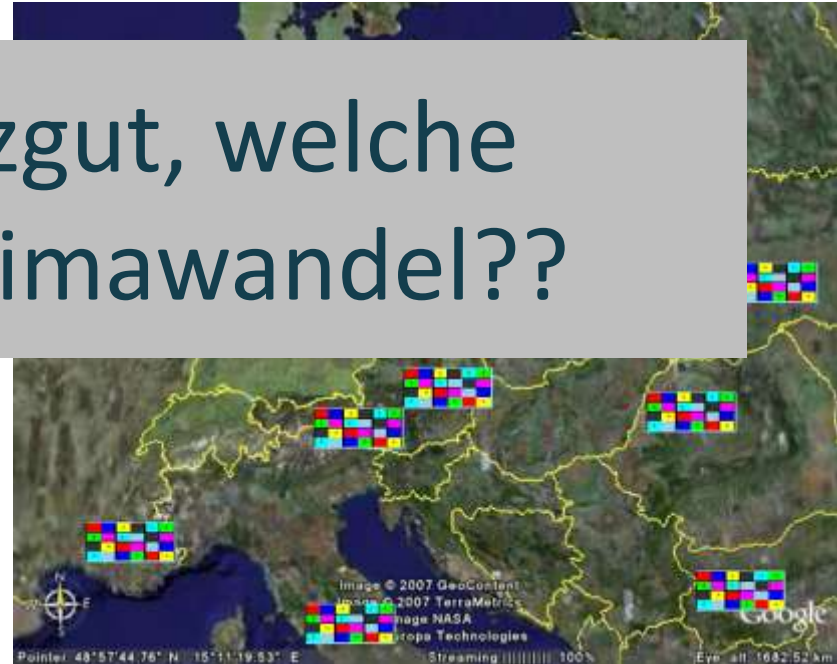 zgut, welche
imawandel??
Image © 2007 GeoContent
© 2007 TerraMetrics
Image NASA
Europa Technologies
Google
Pointer 48°57'44.76" N 15°11'19.53" E Streaming |||||||||| 100% Eye alt 1682.52 km